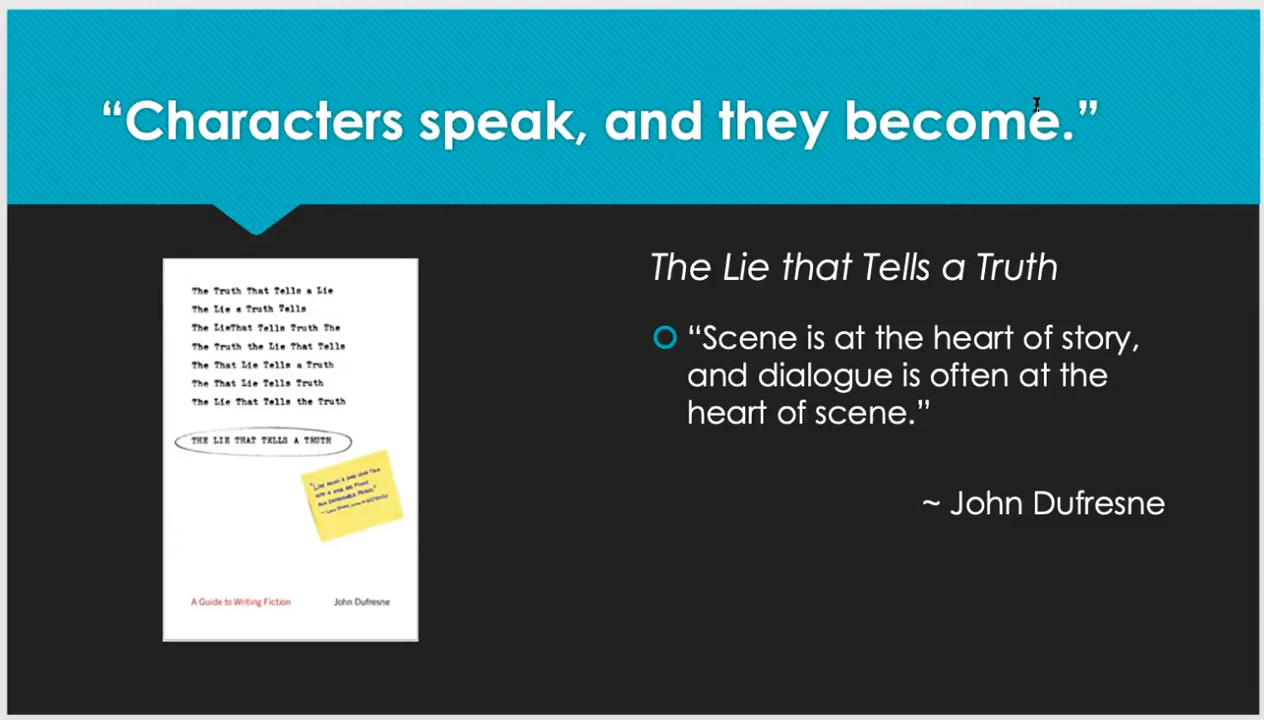 “Characters speak, and they become.”
The Truth That Tells a Lie
The Lie a Truth Tells
The LieThat Tells Truth The
The Truth the Lie That Tells
The That Lie Tells a Truth
The That Lie Tells Truth
The Lie That Tells the Truth
THE LIE THAT TELLS A TRUTH
A Guide to Writing Fiction
John Dufresne
The Lie that Tells a Truth
“Scene is at the heart of story,
and dialogue is often at the
heart of scene.”
~ John Dufresne